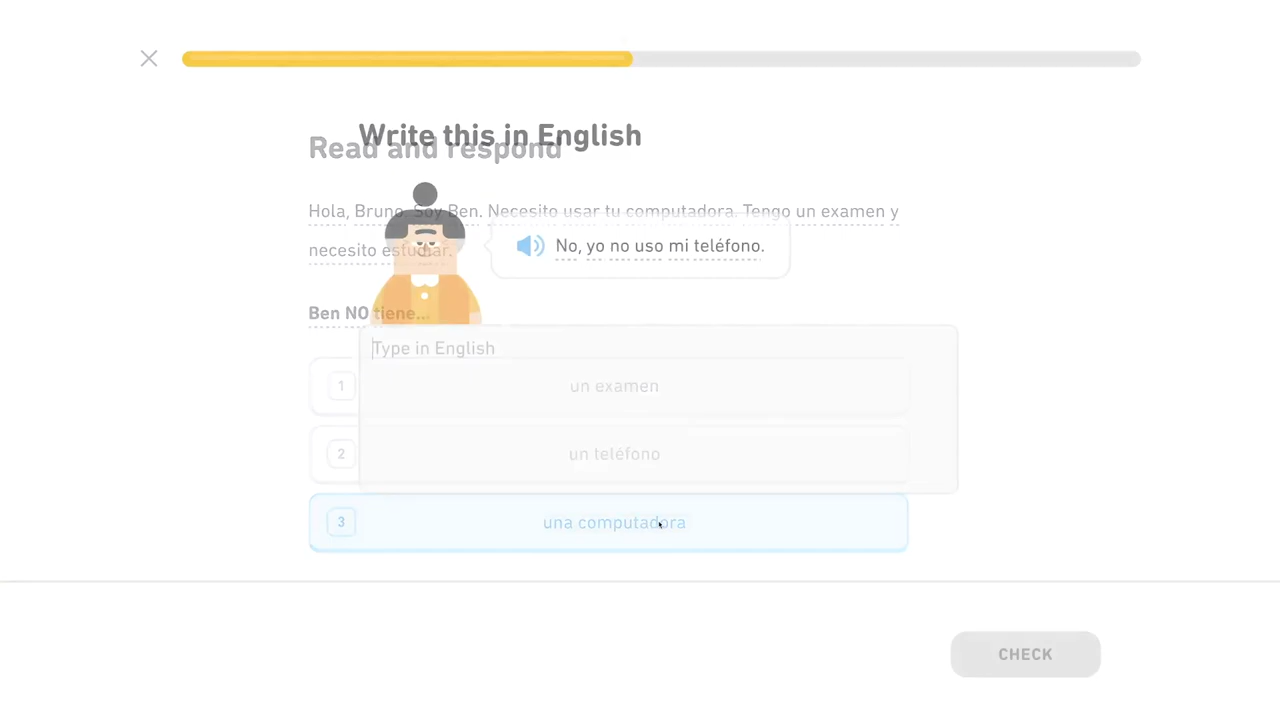 Write this in English
Read and respond
Hola, Bruno. Soy Ben. Necesito usar tu computadora. Tengo un examen y
necesito estudiar.
No, yo no uso mi teléfono.
Ben NO tiene...
Type in English
1 un examen
2 un teléfono
3 una computadora
CHECK